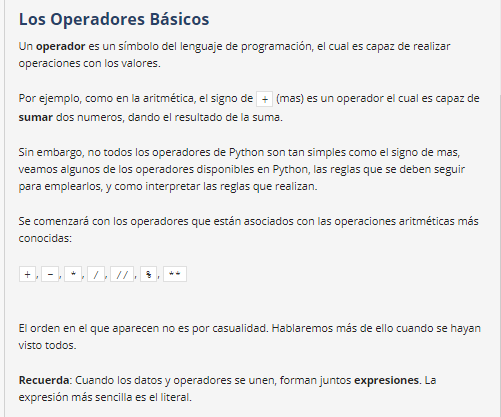 Los Operadores Básicos
Un operador es un símbolo del lenguaje de programación, el cual es capaz de realizar
operaciones con los valores.
Por ejemplo, como en la aritmética, el signo de + (mas) es un operador el cual es capaz de
sumar dos numeros, dando el resultado de la suma.
Sin embargo, no todos los operadores de Python son tan simples como el signo de mas,
veamos algunos de los operadores disponibles en Python, las reglas que se deben seguir
para emplearlos, y como interpretar las reglas que realizan.
Se comenzará con los operadores que están asociados con las operaciones aritméticas más
conocidas:
+, -, *, /, //, %, **
El orden en el que aparecen no es por casualidad. Hablaremos más de ello cuando se hayan
visto todos.
Recuerda: Cuando los datos y operadores se unen, forman juntos expresiones. La
expresión más sencilla es el literal.